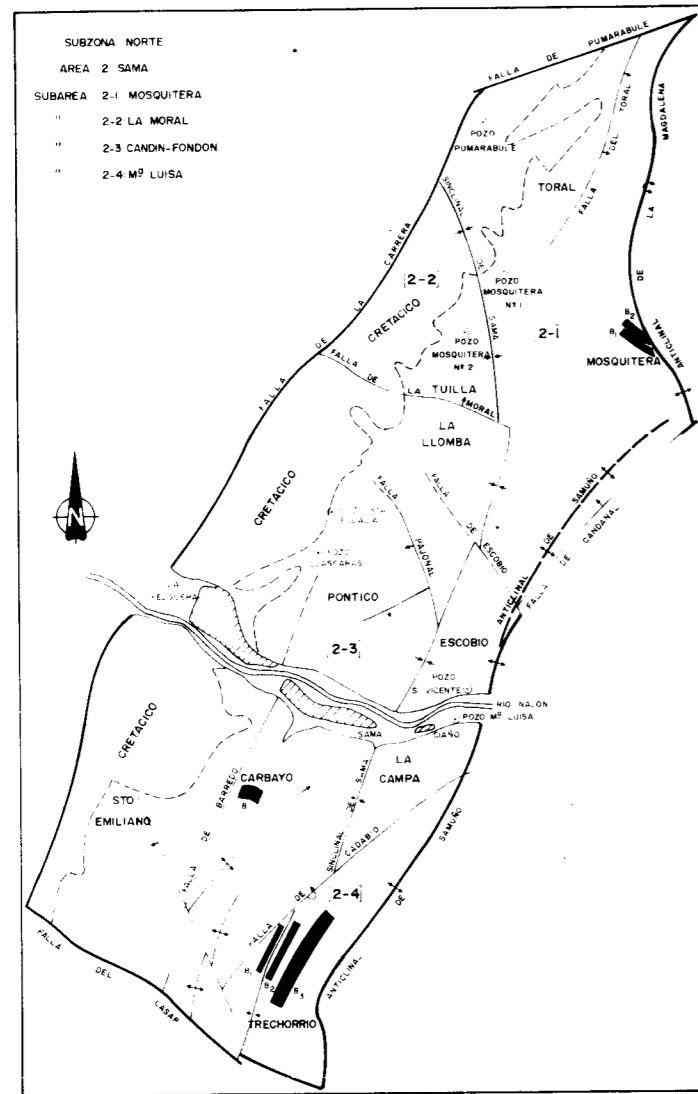 SUBZONA NORTE
AREA 2 SAMA
SUBAREA 2-1 MOSQUITERA
" 2-2 LA MORAL
" 2-3 CANDIN-FONDON
" 2-4: Mª LUISA
FALLA DE PUMARABULE
POZO
PUMARABULE
FALLA DEL TORAL
TORAL
ANTICLINAL DE LA MAGDALENA
SINCLINAL DE SAMA
FALLA DE LA CARRERA
2-2
CRETACICO
POZO
MOSQUITERA
Nº 1
2-1
B2
B1
MOSQUITERA
POZO
MOSQUITERA
Nº 2
FALLA DE LA MORAL
TUILLA
LA
LLOMBA
CRETACICO
FALLA PAJONAL
FALLA DE ESCOBIO
ANTICLINAL DE SAMUÑO
FALLA DE CANDANAL
POZO
LA
PONTICO
2-3
ESCOBIO
POZO
S. VICENTE
RIO NALON
POZO Mª LUISA
SAMA
CIAÑO
CRETACICO
LA
CAMPA
CARBAYO
B
STO
EMILIANO
FALLA DE BARREDO
SINCLINAL DE SAMA
FALLA DE CADABIO
2-4
ANTICLINAL DE SAMUÑO
B1
B2
B3
TRECHORRIO
FALLA DEL CASAR
N